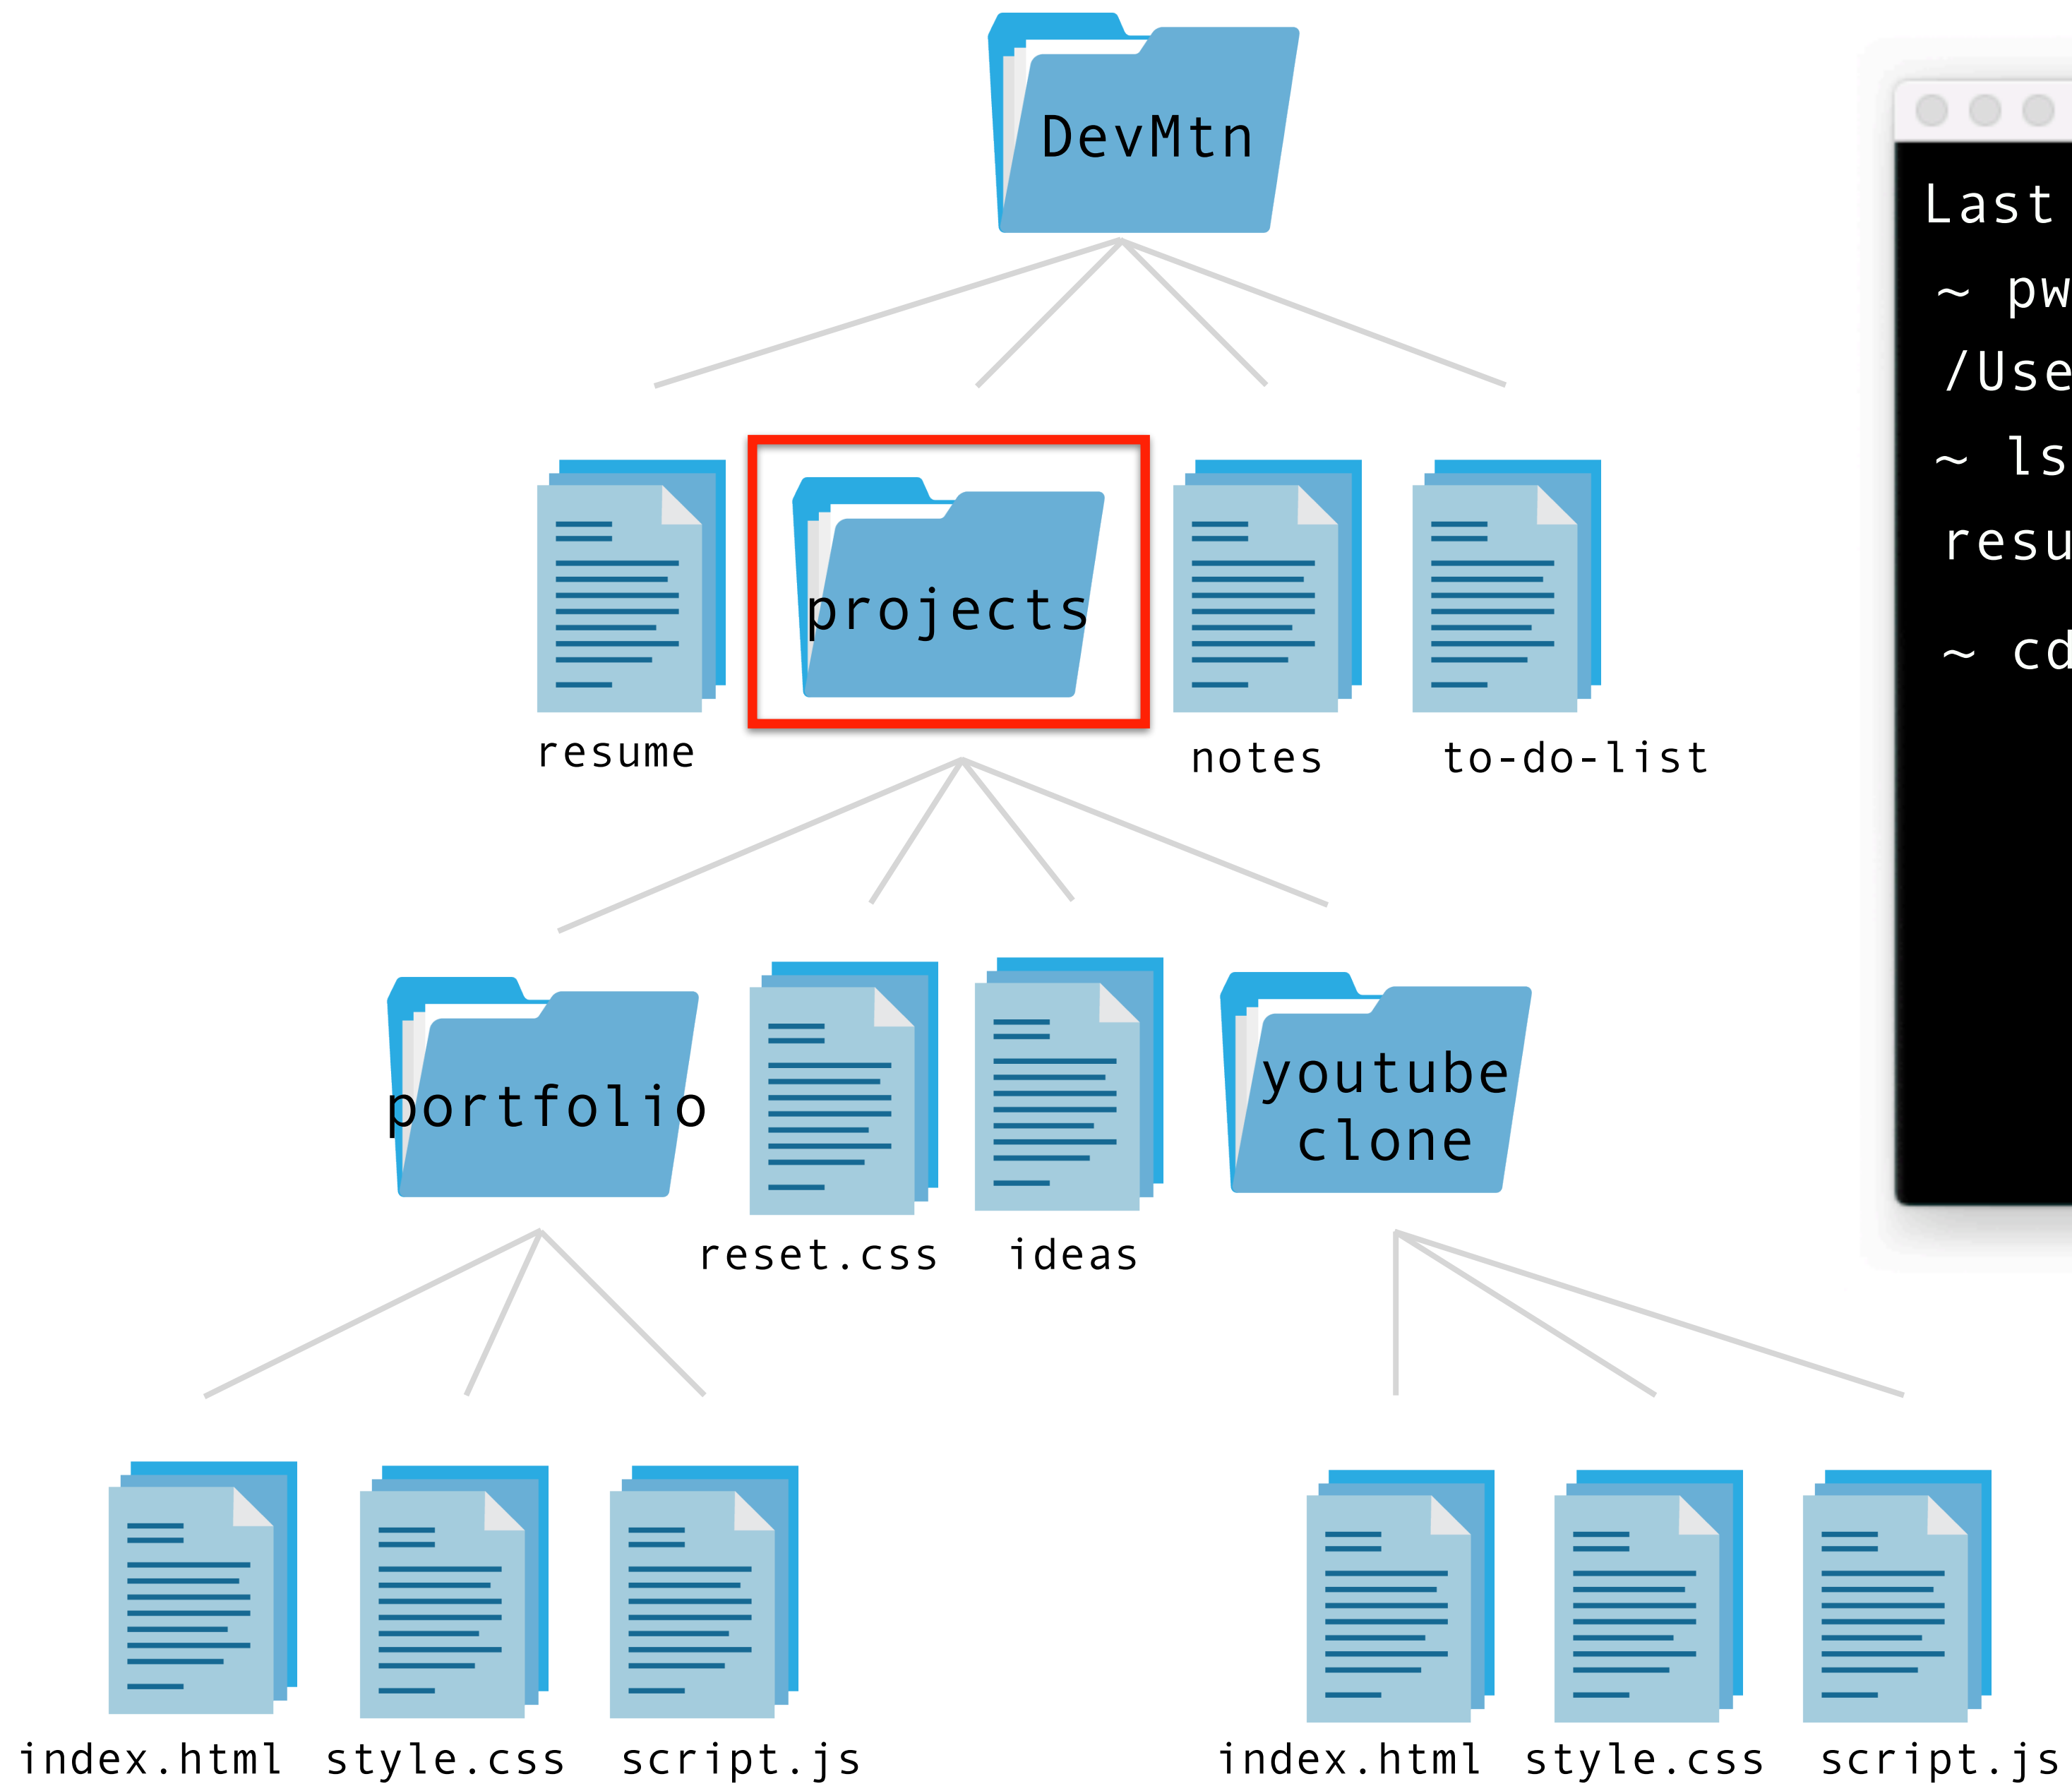 DevMtn
Last
~ pw
/Use
~ ls
resu
~ cd
projects
resume
notes
to-do-list
portfolio
youtube
clone
reset.css
ideas
index.html
style.css
script.js
index.html
style.css
script.js